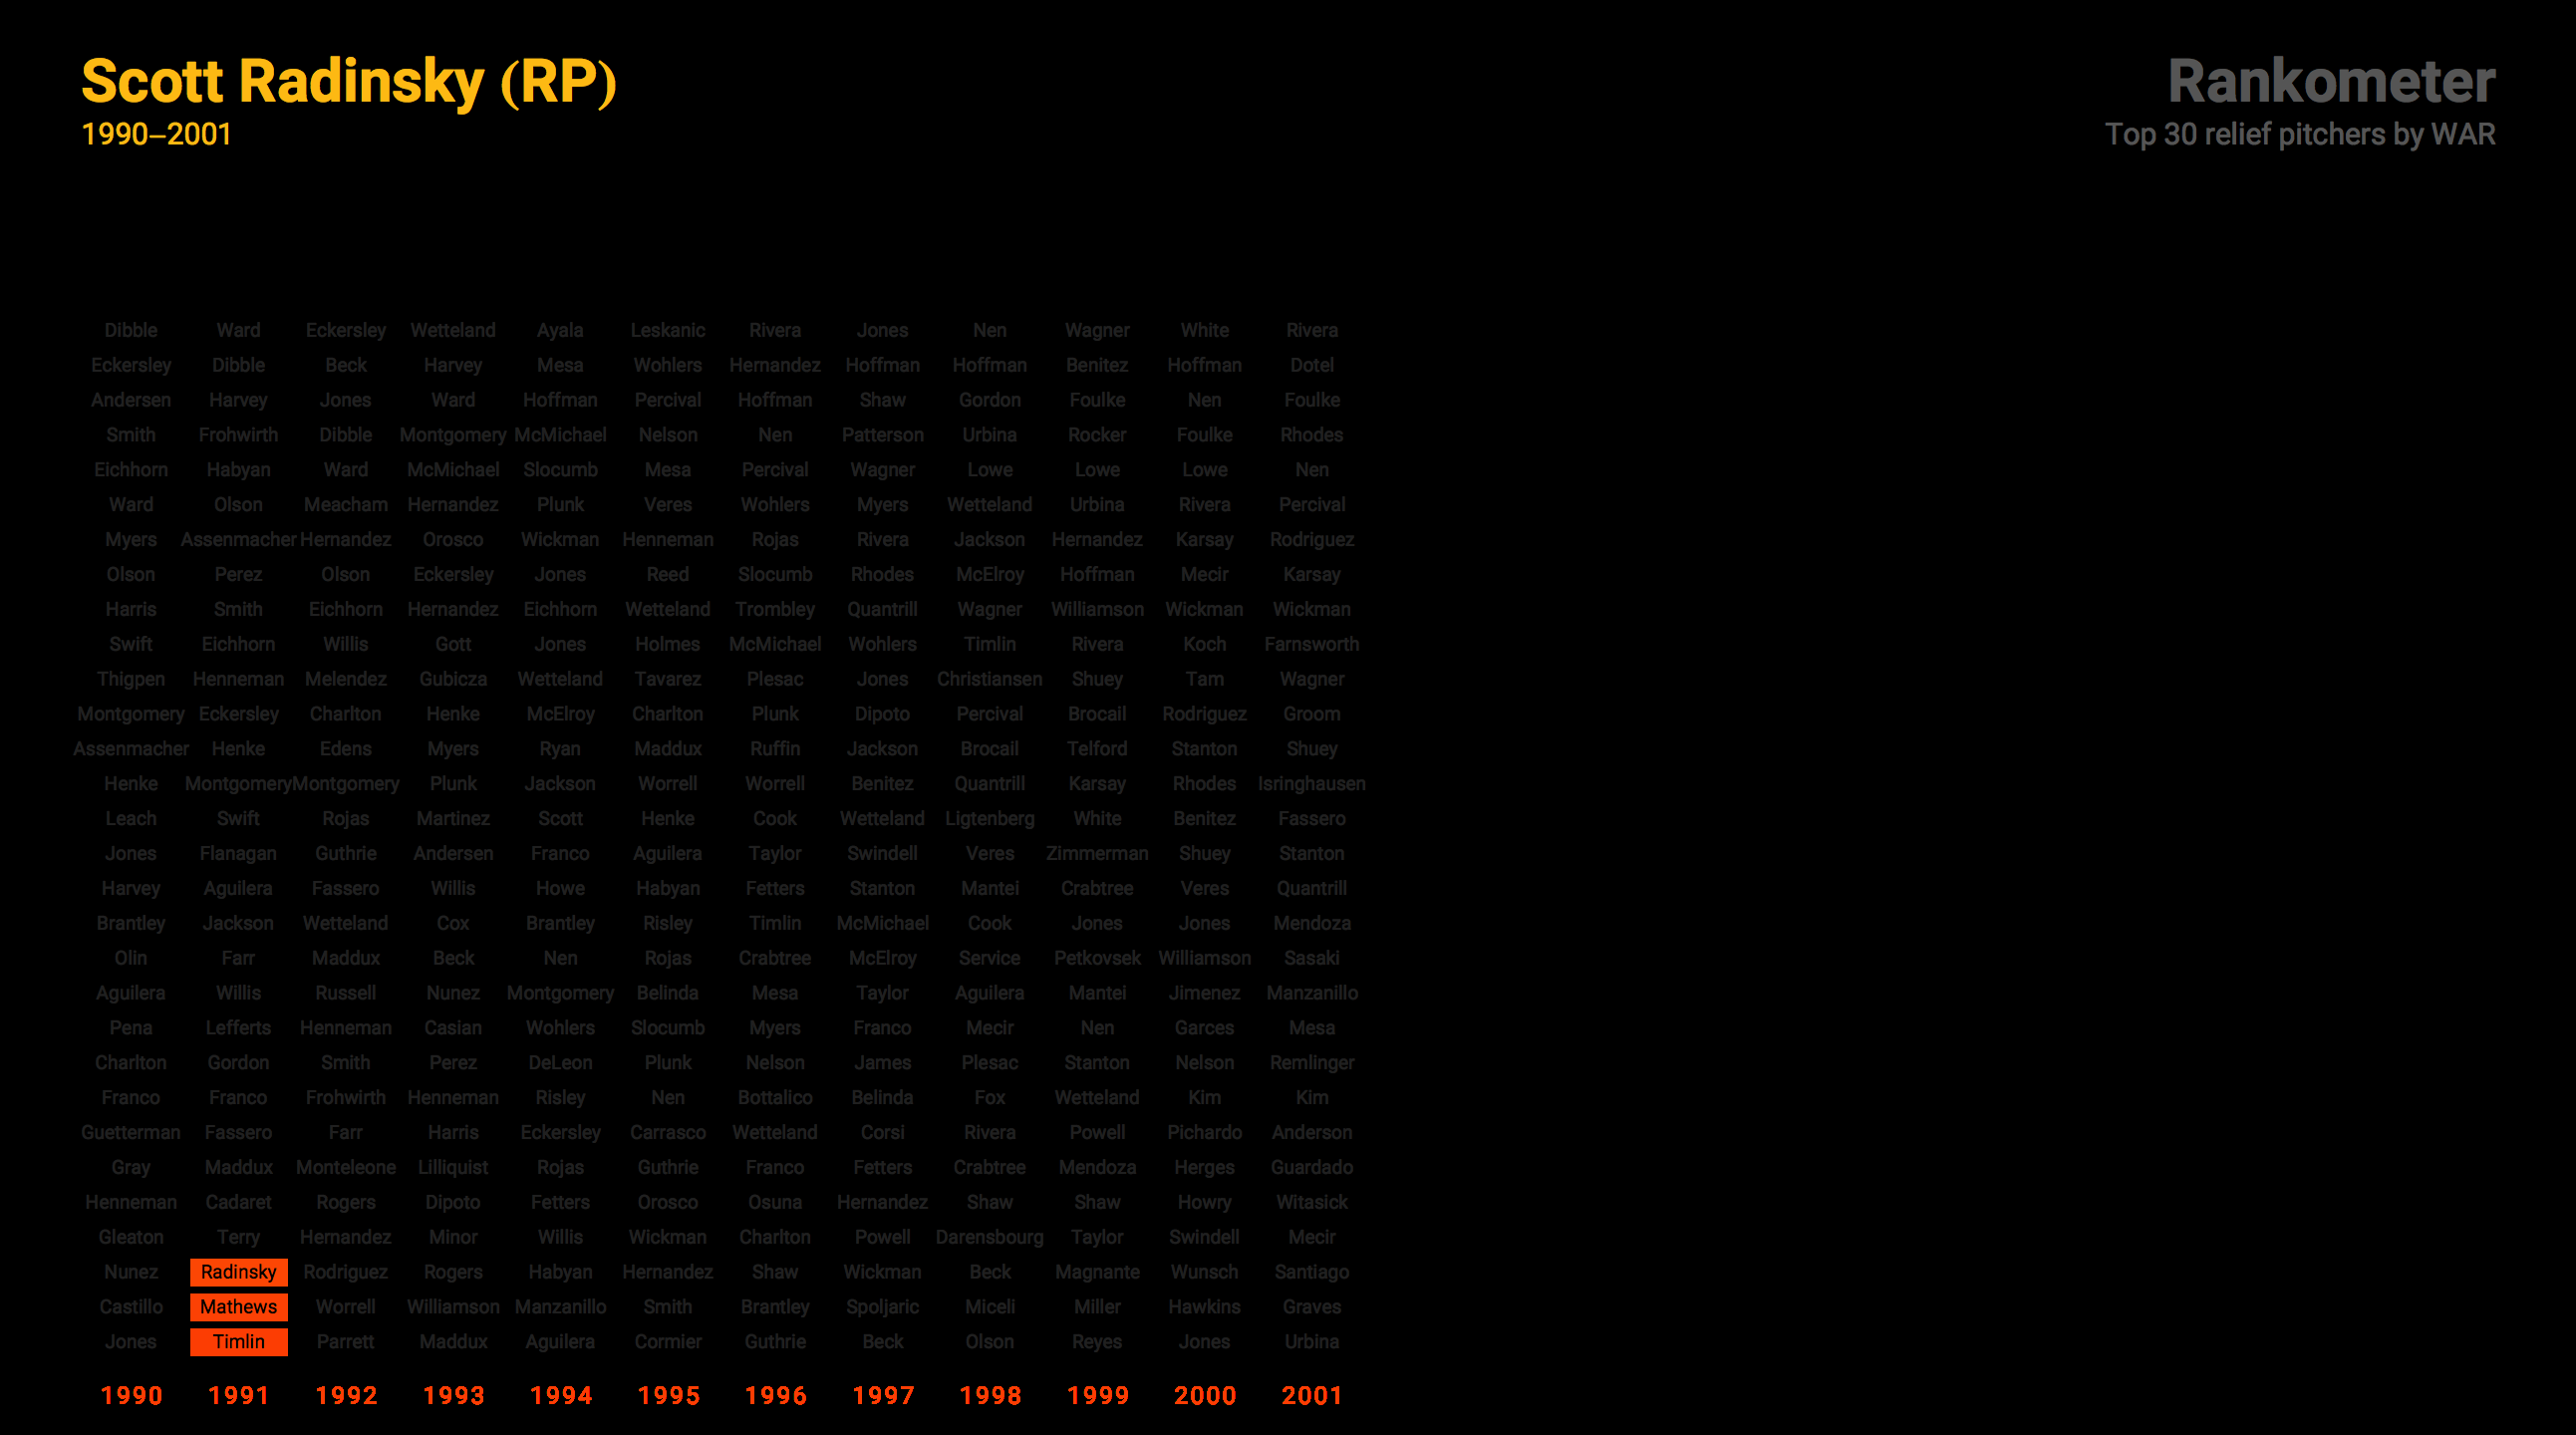 Scott Radinsky (RP)
1990–2001
Rankometer
Top 30 relief pitchers by WAR
Dibble Ward Eckersley Wetteland Ayala Leskanic Rivera Jones Nen Wagner White Rivera
Eckersley Dibble Beck Harvey Mesa Wohlers Hernandez Hoffman Hoffman Benitez Hoffman Dotel
Andersen Harvey Jones Ward Hoffman Percival Hoffman Shaw Gordon Foulke Nen Foulke
Smith Frohwirth Dibble Montgomery McMichael Nelson Nen Patterson Urbina Rocker Foulke Rhodes
Eichhorn Habyan Ward McMichael Slocumb Mesa Percival Wagner Lowe Lowe Lowe Nen
Ward Olson Meacham Hernandez Plunk Veres Wohlers Myers Wetteland Urbina Rivera Percival
Myers Assenmacher Hernandez Orosco Wickman Henneman Rojas Rivera Jackson Hernandez Karsay Rodriguez
Olson Perez Olson Eckersley Jones Reed Slocumb Rhodes McElroy Hoffman Mecir Karsay
Harris Smith Eichhorn Hernandez Eichhorn Wetteland Trombley Quantrill Wagner Williamson Wickman Wickman
Swift Eichhorn Willis Gott Jones Holmes McMichael Wohlers Timlin Rivera Koch Farnsworth
Thigpen Henneman Melendez Gubicza Wetteland Tavarez Plesac Jones Christiansen Shuey Tam Wagner
Montgomery Eckersley Charlton Henke McElroy Charlton Plunk Dipoto Percival Brocail Rodriguez Groom
Assenmacher Henke Edens Myers Ryan Maddux Ruffin Jackson Brocail Telford Stanton Shuey
Henke Montgomery Montgomery Plunk Jackson Worrell Worrell Benitez Quantrill Karsay Rhodes Isringhausen
Leach Swift Rojas Martinez Scott Henke Cook Wetteland Ligtenberg White Benitez Fassero
Jones Flanagan Guthrie Andersen Franco Aguilera Taylor Swindell Veres Zimmerman Shuey Stanton
Harvey Aguilera Fassero Willis Howe Habyan Fetters Stanton Mantei Crabtree Veres Quantrill
Brantley Jackson Wetteland Cox Brantley Risley Timlin McMichael Cook Jones Jones Mendoza
Olin Farr Maddux Beck Nen Rojas Crabtree McElroy Service Petkovsek Williamson Sasaki
Aguilera Willis Russell Nunez Montgomery Belinda Mesa Taylor Aguilera Mantei Jimenez Manzanillo
Pena Lefferts Henneman Casian Wohlers Slocumb Myers Franco Mecir Nen Garces Mesa
Charlton Gordon Smith Perez DeLeon Plunk Nelson James Plesac Stanton Nelson Remlinger
Franco Franco Frohwirth Henneman Risley Nen Bottalico Belinda Fox Wetteland Kim Kim
Guetterman Fassero Farr Harris Eckersley Carrasco Wetteland Corsi Rivera Powell Pichardo Anderson
Gray Maddux Monteleone Lilliquist Rojas Guthrie Franco Fetters Crabtree Mendoza Herges Guardado
Henneman Cadaret Rogers Dipoto Fetters Orosco Osuna Hernandez Shaw Shaw Howry Witasick
Gleaton Terry Hernandez Minor Willis Wickman Charlton Powell Darensbourg Taylor Swindell Mecir
Nunez Radinsky Rodriguez Rogers Habyan Hernandez Shaw Wickman Beck Magnante Wunsch Santiago
Castillo Mathews Worrell Williamson Manzanillo Smith Brantley Spoljaric Miceli Miller Hawkins Graves
Jones Timlin Parrett Maddux Aguilera Cormier Guthrie Beck Olson Reyes Jones Urbina
1990 1991 1992 1993 1994 1995 1996 1997 1998 1999 2000 2001